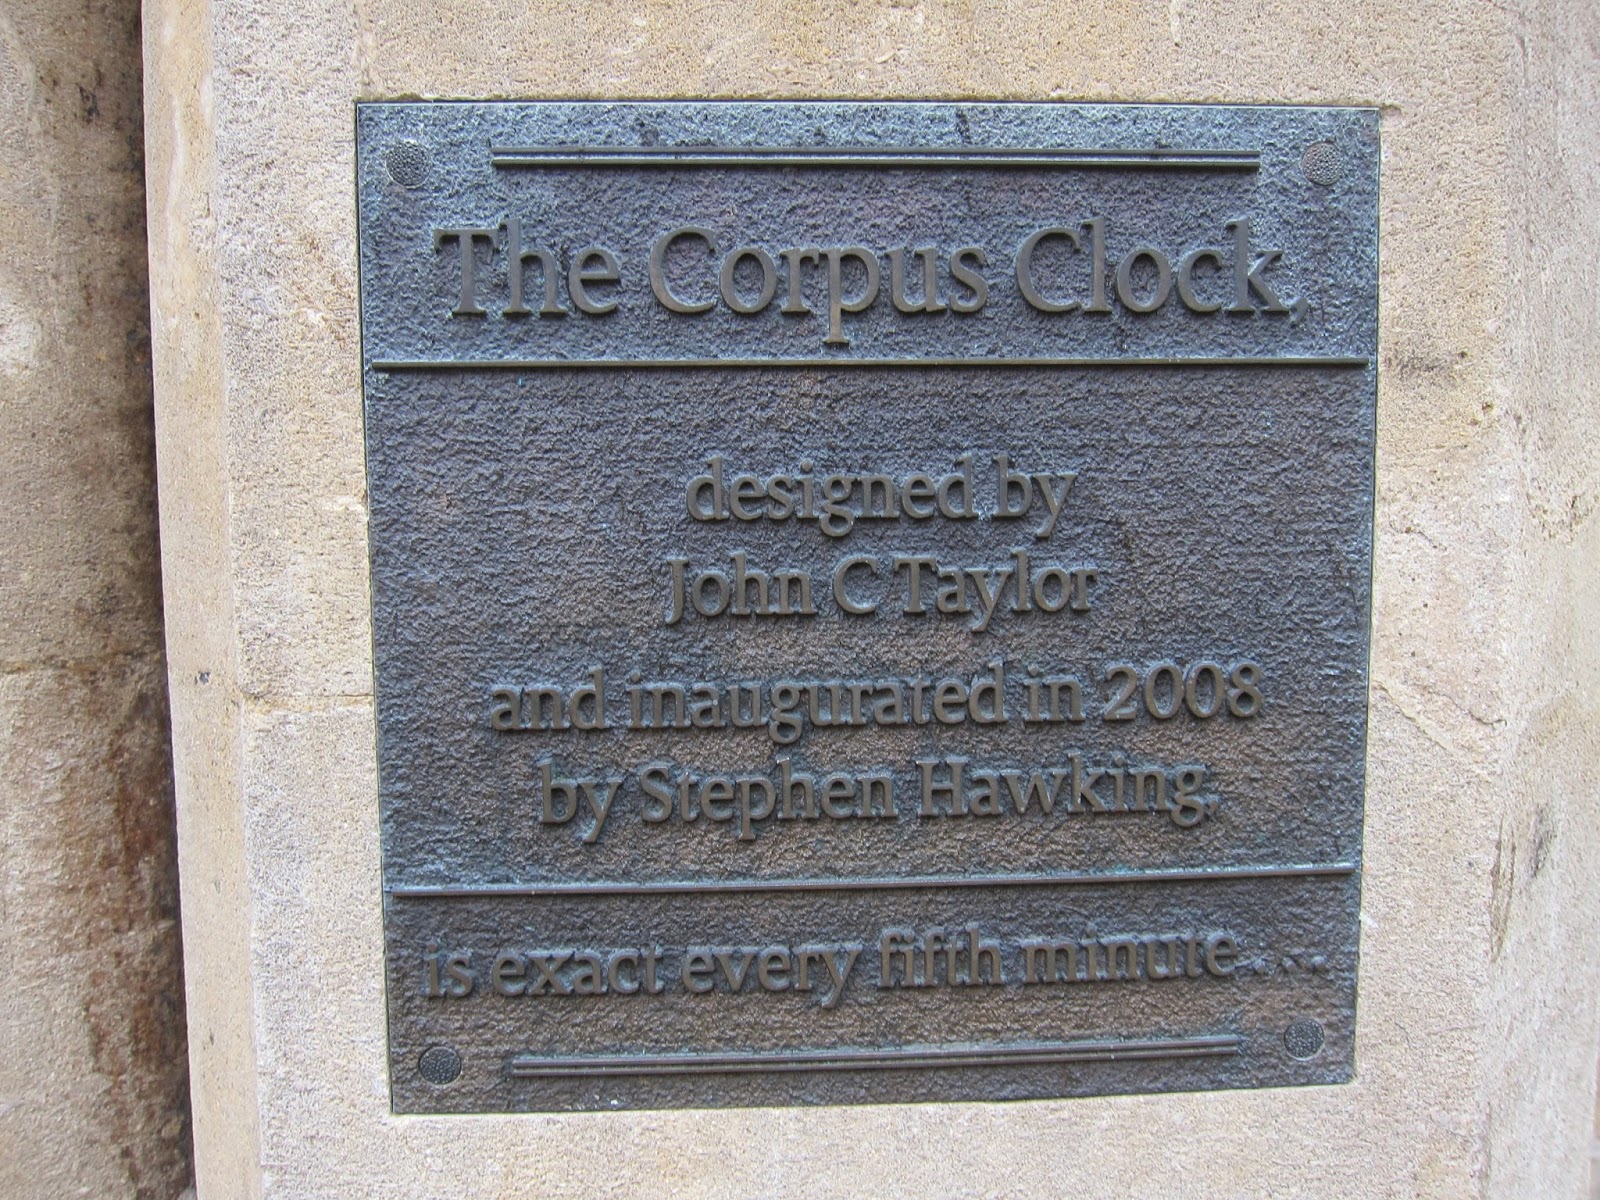 The Corpus Clock,
designed by
John C Taylor
and inaugurated in 2008
by Stephen Hawking,
is exact every fifth minute ....